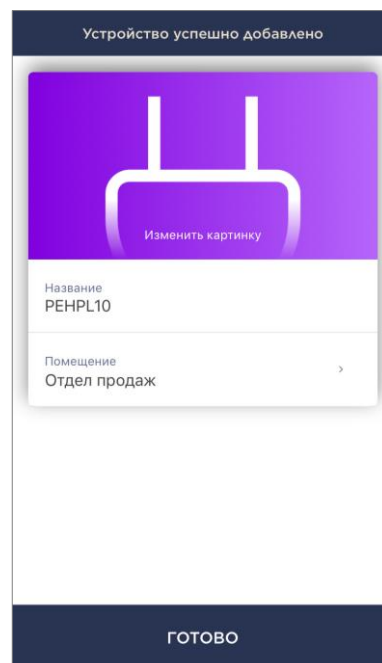 Устройство успешно добавлено
Изменить картинку
Название
PEHPL10
Помещение
Отдел продаж
ГОТОВО